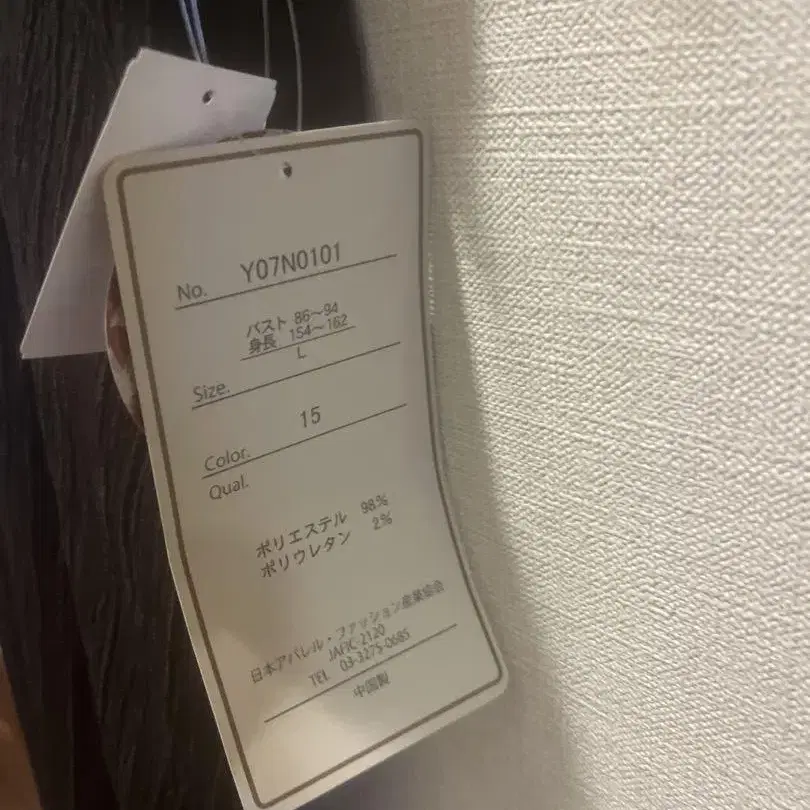 No. Y07N0101
バスト 86〜94
身長 154〜162
L
Size.
15
Color.
Qual.
ポリエステル 98%
ポリウレタン 2%
日本アパレル・ファッション産業協会
JAFIC-2120
TEL 03-3275-0685
中国製